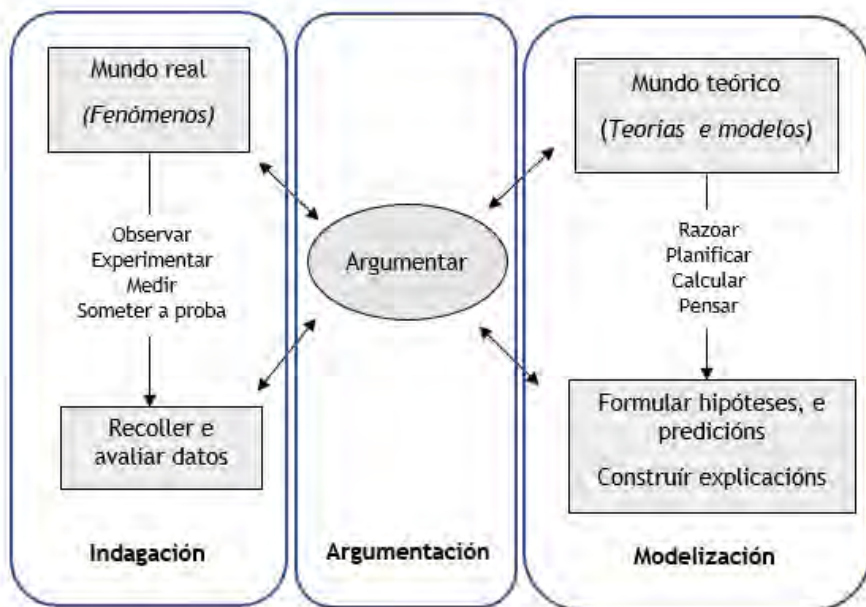 Mundo real
(Fenómenos)
Observar
Experimentar
Medir
Someter a proba
Recoller e
avaliar datos
Indagación
Argumentar
Argumentación
Mundo teórico
(Teorías e modelos)
Razoar
Planificar
Calcular
Pensar
Formular hipóteses, e
predicións
Construír explicacións
Modelización